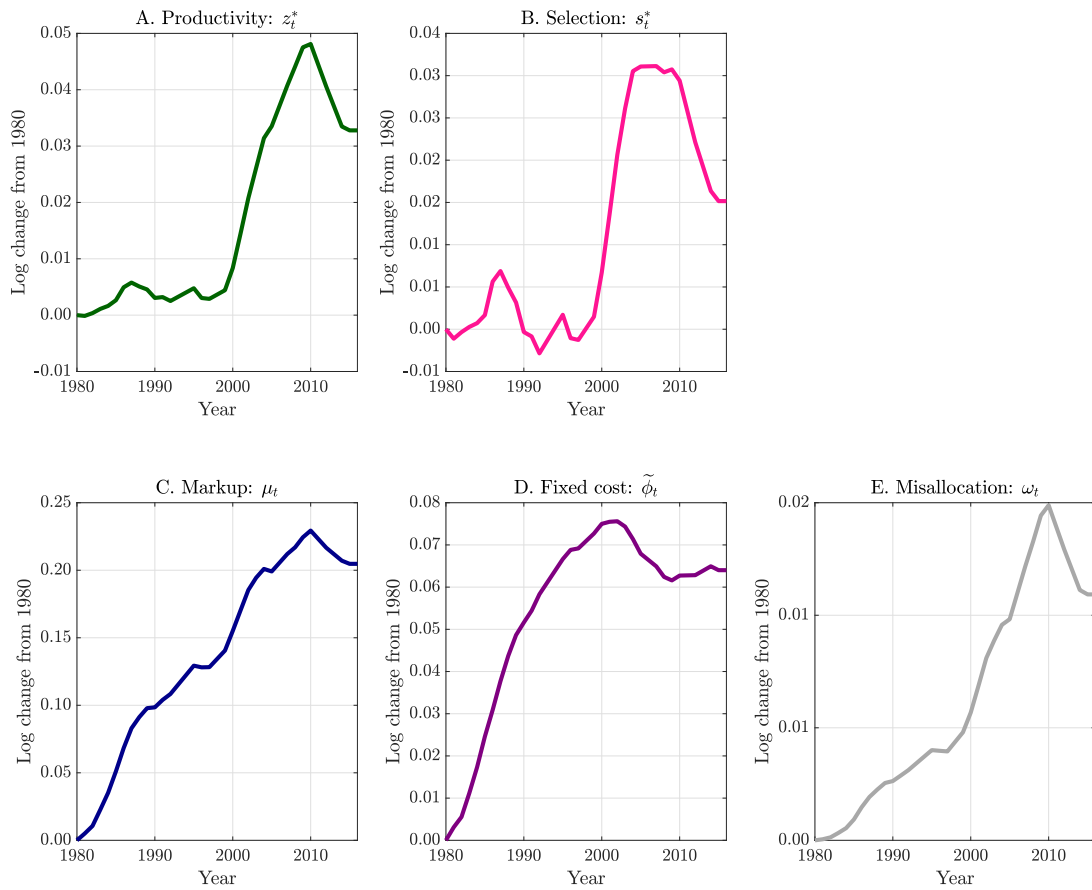 A. Productivity: z*_t
Log change from 1980
0.05
0.04
0.03
0.02
0.01
0.00
-0.01
1980 1990 2000 2010
Year
B. Selection: s*_t
Log change from 1980
0.04
0.03
0.03
0.02
0.02
0.01
0.01
0.00
-0.01
1980 1990 2000 2010
Year
C. Markup: μ_t
Log change from 1980
0.25
0.20
0.15
0.10
0.05
0.00
1980 1990 2000 2010
Year
D. Fixed cost: φ̃_t
Log change from 1980
0.08
0.07
0.06
0.05
0.04
0.03
0.02
0.01
0.00
1980 1990 2000 2010
Year
E. Misallocation: ω_t
Log change from 1980
0.02
0.01
0.01
0.00
1980 1990 2000 2010
Year